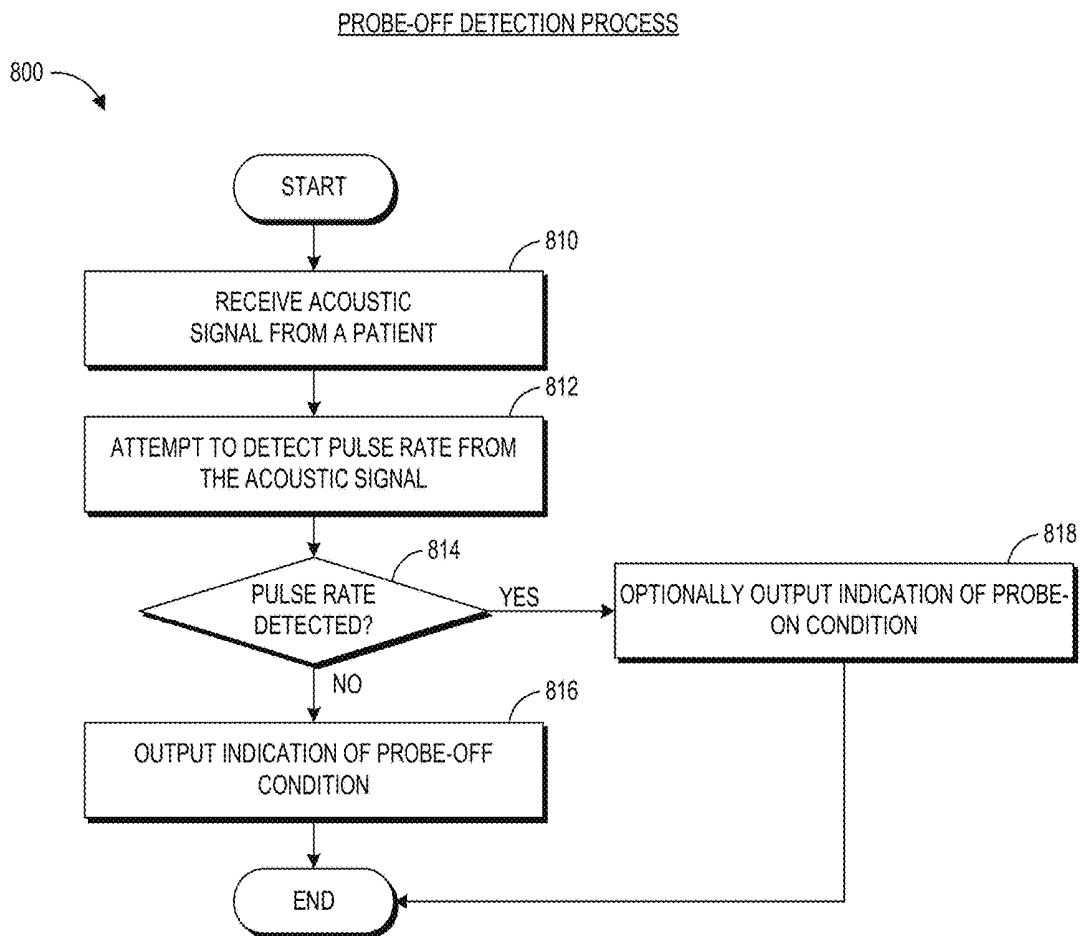 PROBE-OFF DETECTION PROCESS
800
START
810
RECEIVE ACOUSTIC
SIGNAL FROM A PATIENT
812
ATTEMPT TO DETECT PULSE RATE FROM
THE ACOUSTIC SIGNAL
814
PULSE RATE
DETECTED?
YES
818
OPTIONALLY OUTPUT INDICATION OF PROBE-
ON CONDITION
NO
816
OUTPUT INDICATION OF PROBE-OFF
CONDITION
END